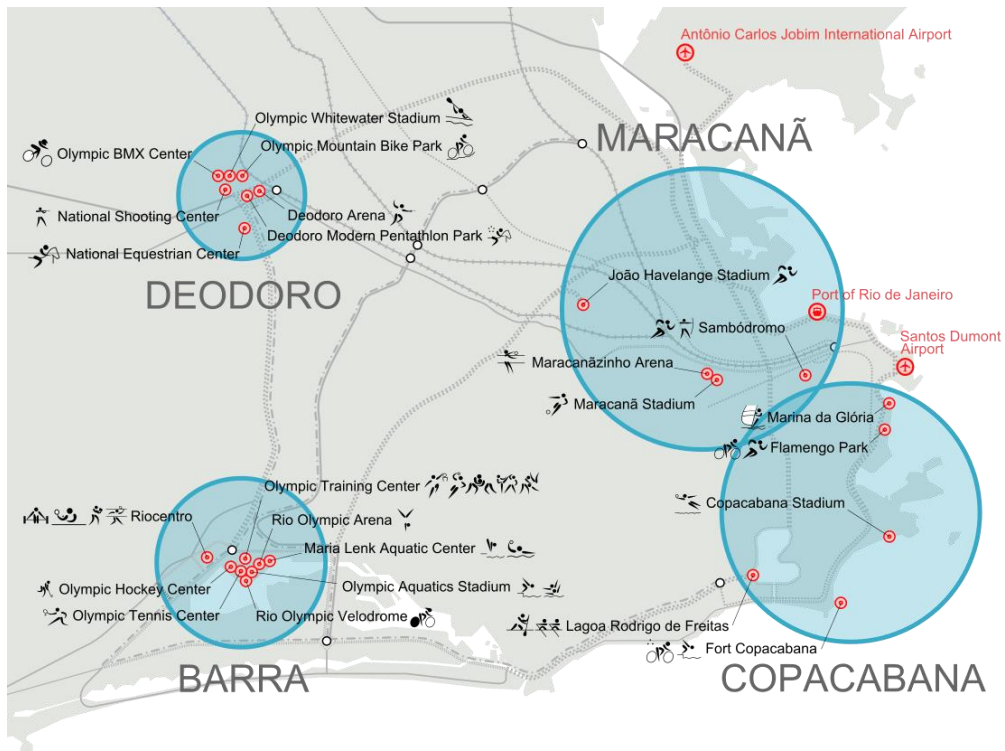 Antônio Carlos Jobim International Airport
MARACANÃ
Olympic Whitewater Stadium
Olympic BMX Center
Olympic Mountain Bike Park
National Shooting Center
Deodoro Arena
Deodoro Modern Pentathlon Park
National Equestrian Center
DEODORO
João Havelange Stadium
Port of Rio de Janeiro
Sambódromo
Santos Dumont
Airport
Maracanãzinho Arena
Maracanã Stadium
Marina da Glória
Flamengo Park
Olympic Training Center
Copacabana Stadium
Riocentro
Rio Olympic Arena
Maria Lenk Aquatic Center
Olympic Hockey Center
Olympic Aquatics Stadium
Olympic Tennis Center
Rio Olympic Velodrome
Lagoa Rodrigo de Freitas
Fort Copacabana
BARRA
COPACABANA